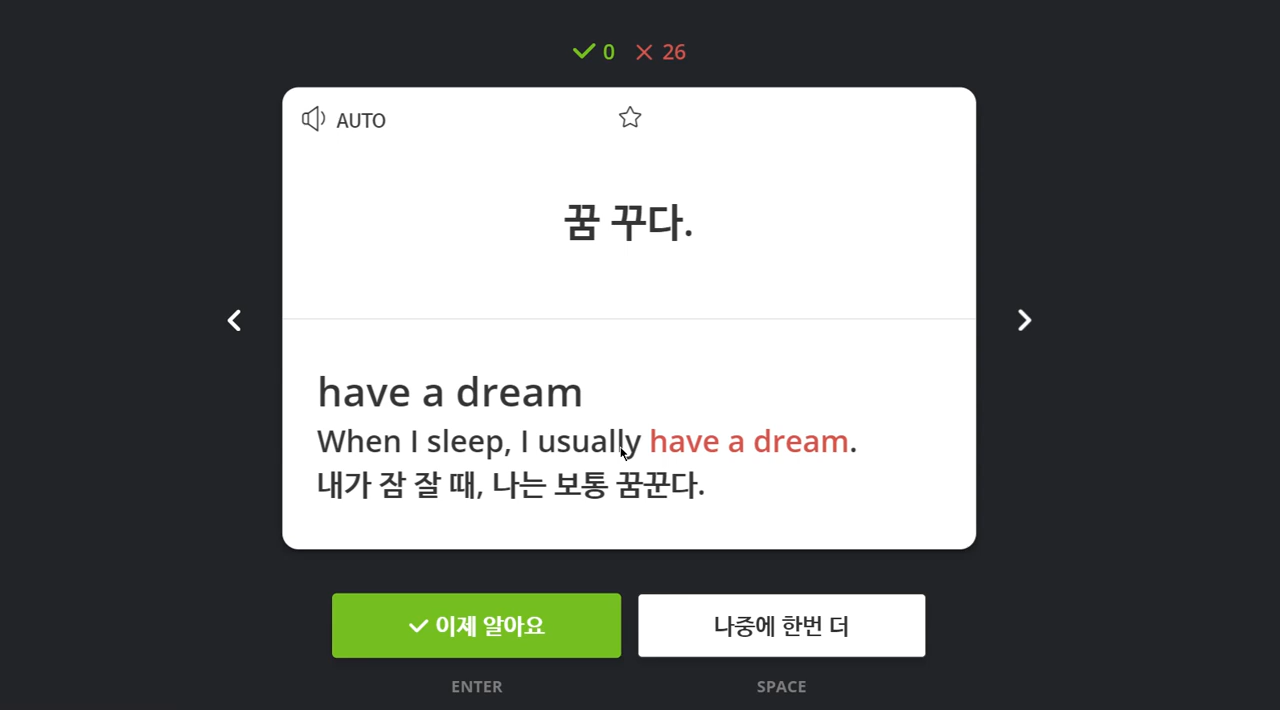 0 26
AUTO
꿈 꾸다.
have a dream
When I sleep, I usually have a dream.
내가 잠 잘 때, 나는 보통 꿈꾼다.
이제 알아요 나중에 한번 더
ENTER SPACE